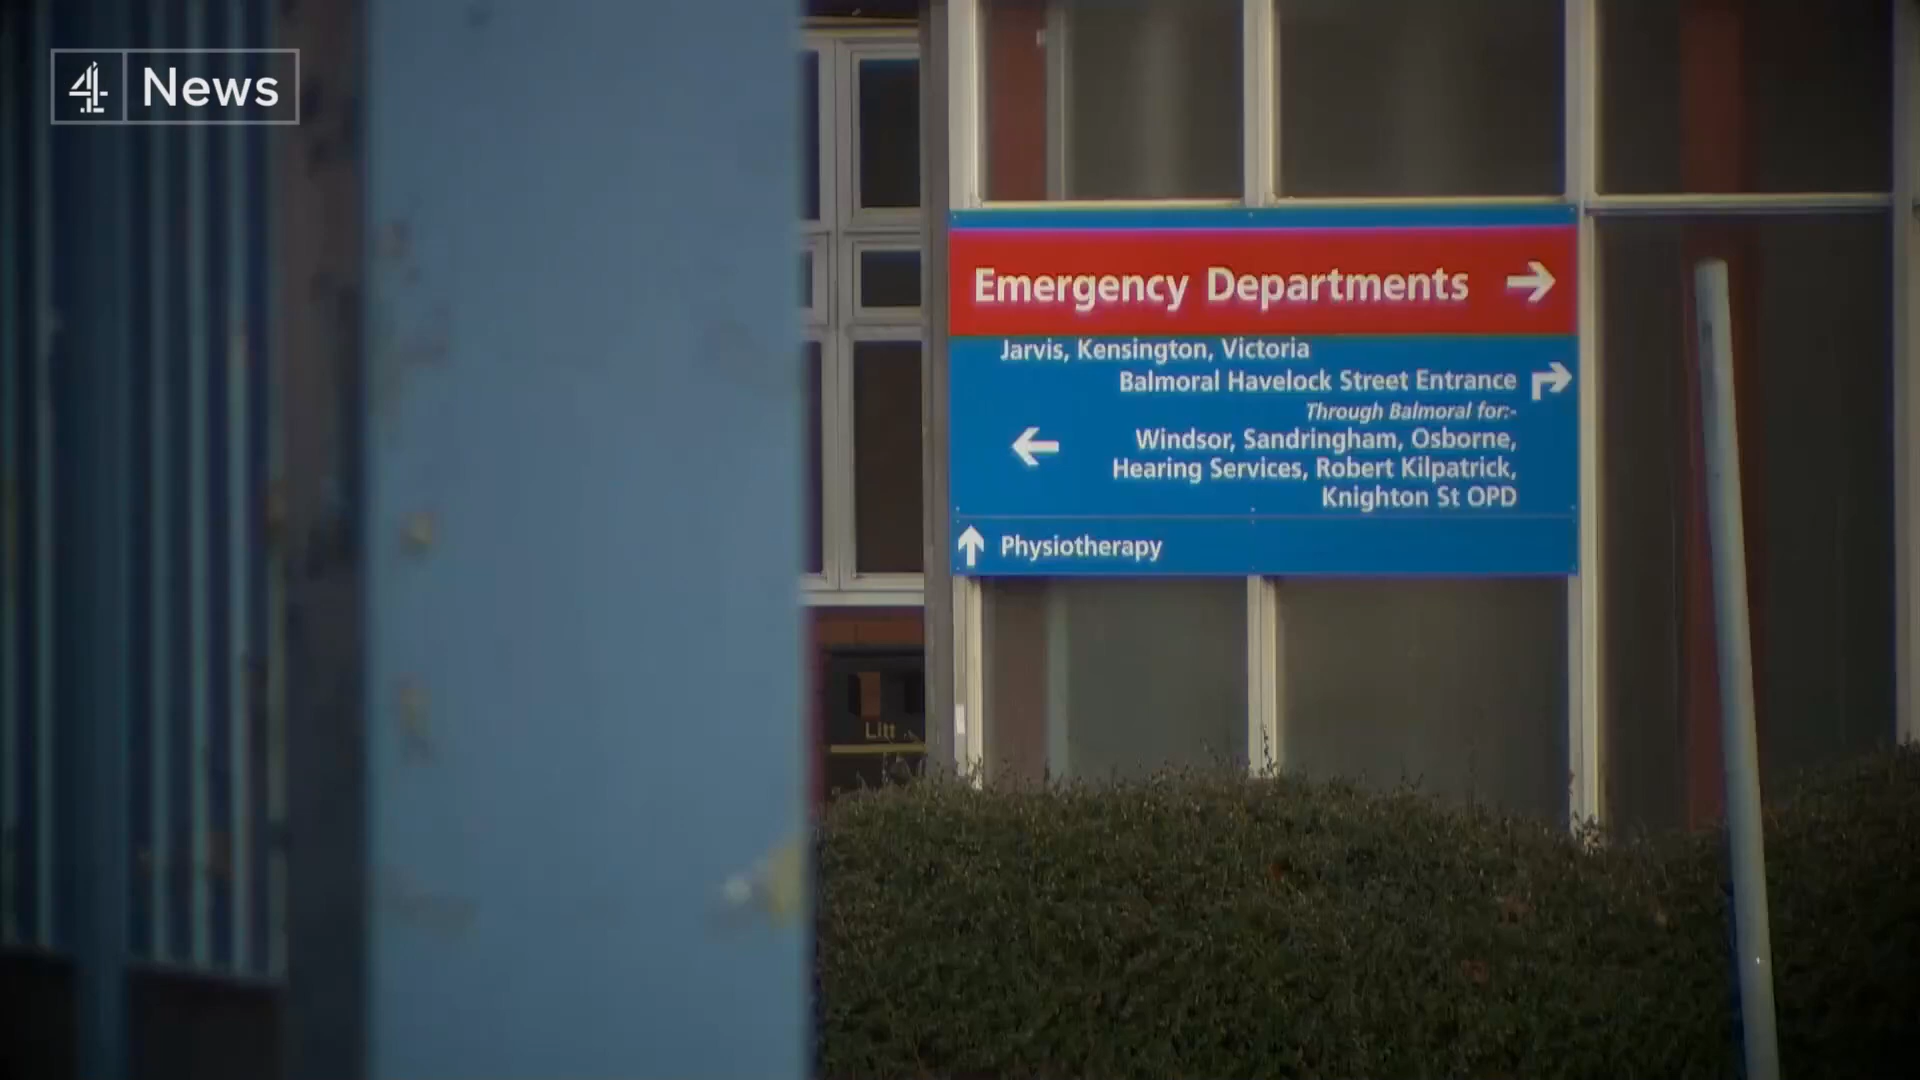 4 News
Emergency Departments
Jarvis, Kensington, Victoria
Balmoral Havelock Street Entrance
Through Balmoral for:-
Windsor, Sandringham, Osborne,
Hearing Services, Robert Kilpatrick,
Knighton St OPD
Physiotherapy
Litt